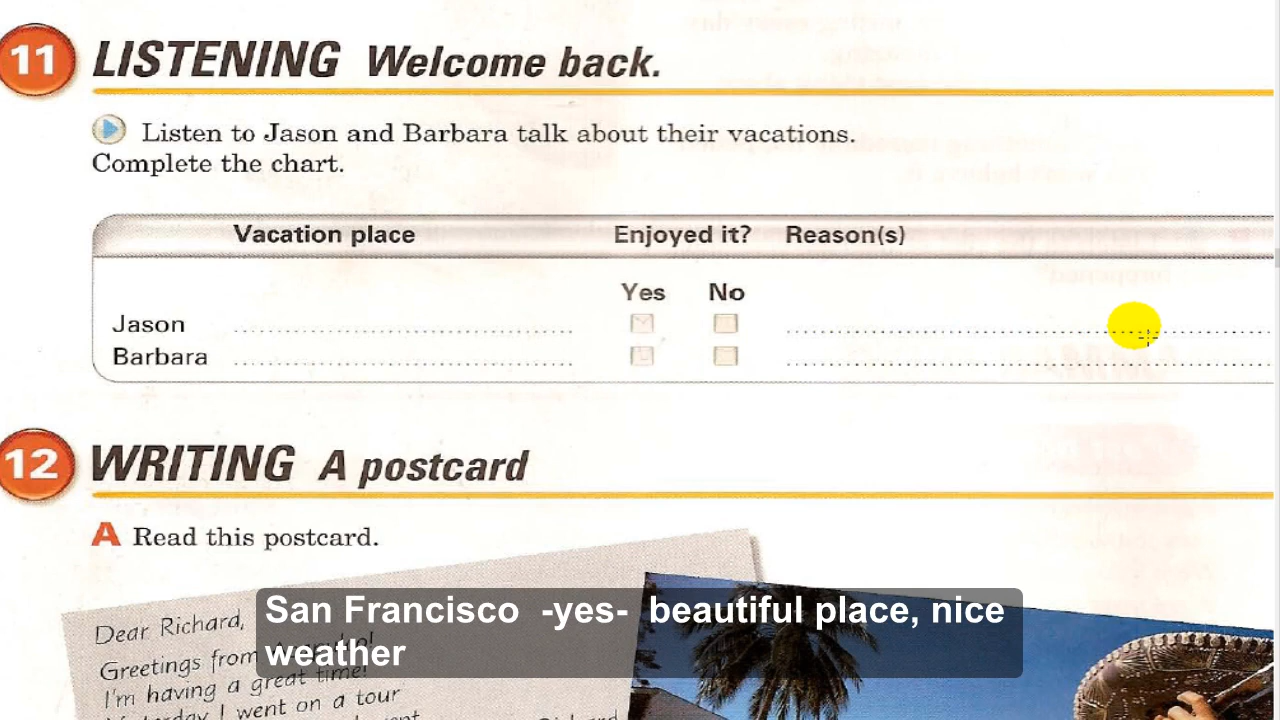 11 LISTENING Welcome back.
Listen to Jason and Barbara talk about their vacations.
Complete the chart.
Vacation place Enjoyed it? Reason(s)
Yes No
Jason
Barbara
12 WRITING A postcard
A Read this postcard.
Dear Richard,
Greetings from
I'm having a great time!
I went on a tour
Richard
San Francisco -yes- beautiful place, nice
weather